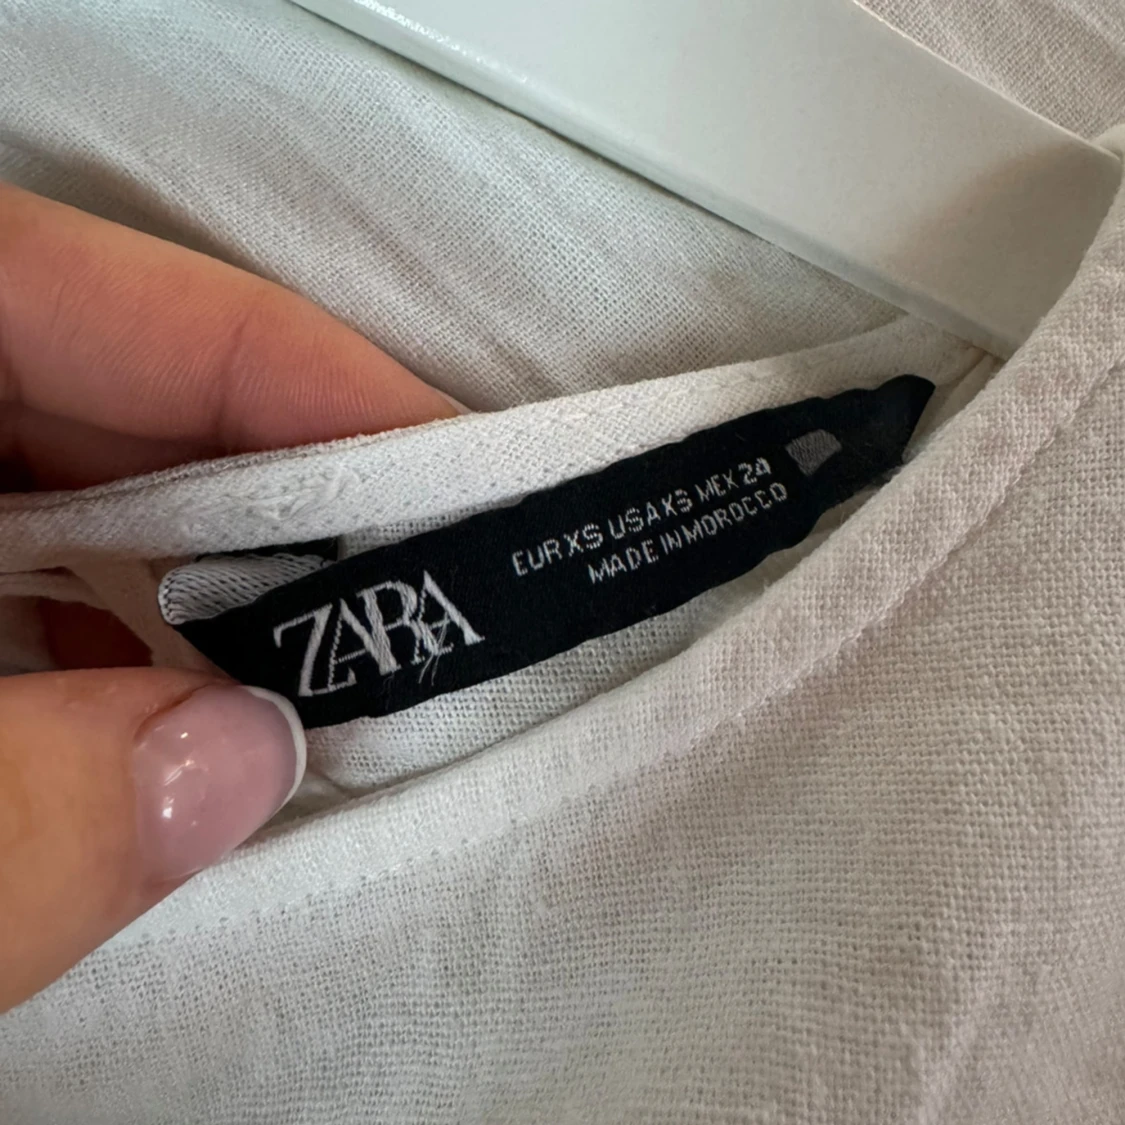 ZARA
EUR XS USA XS MEX 24
MADE IN MOROCCO